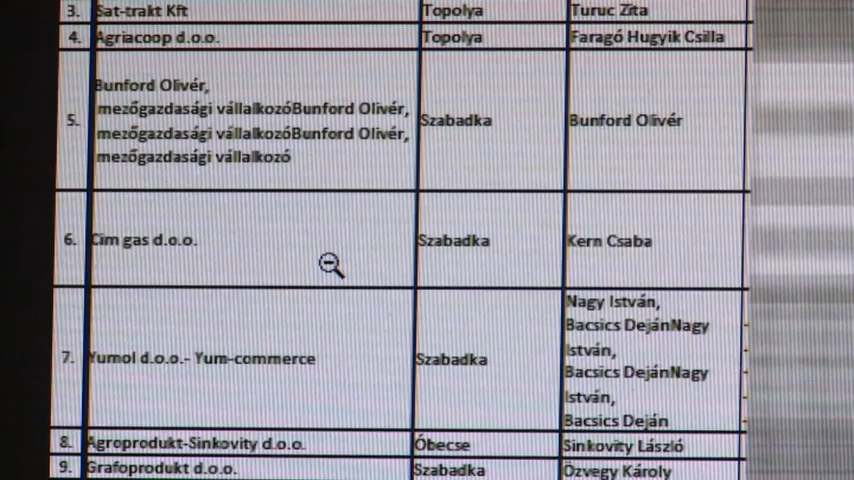 3. Sat-trakt Kft Topolya Turuc Zita
4. Agriacoop d.o.o. Topolya Faragó Hugyik Csilla
Bunford Olivér,
mezőgazdasági vállalkozóBunford Olivér,
5. Szabadka Bunford Olivér
mezőgazdasági vállalkozóBunford Olivér,
mezőgazdasági vállalkozó
6. Cim gas d.o.o. Szabadka Kern Csaba
Nagy István,
Bacsics DejánNagy
István,
7. Yumol d.o.o.- Yum-commerce Szabadka
Bacsics DejánNagy
István,
Bacsics Deján
8. Agroprodukt-Sinkovity d.o.o. Óbecse Sinkovity László
9. Grafoprodukt d.o.o. Szabadka Özvegy Károly